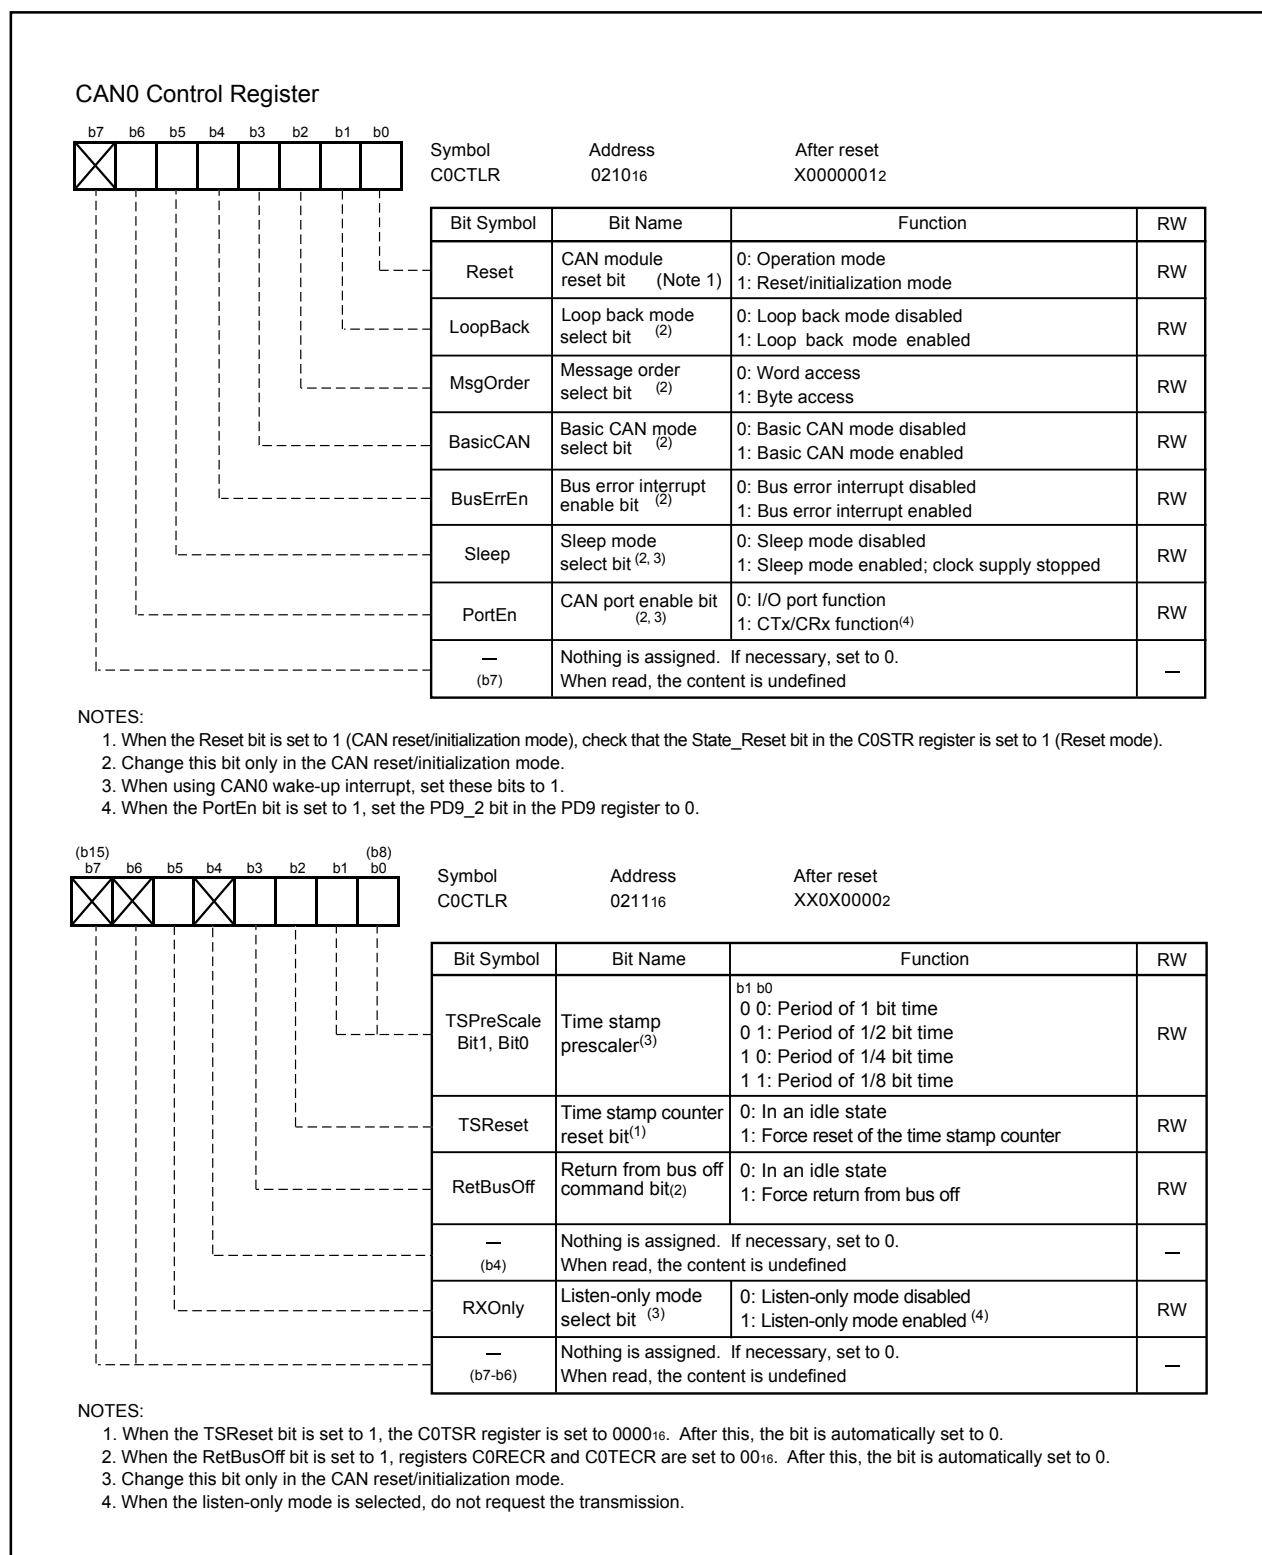 CAN0 Control Register
b7 b6 b5 b4 b3 b2 b1 b0
Symbol Address After reset
C0CTLR 021016 X00000012
Bit Symbol Bit Name Function RW
Reset
CAN module
reset bit (Note 1)
0: Operation mode
1: Reset/initialization mode
RW
LoopBack
Loop back mode
select bit (2)
0: Loop back mode disabled
1: Loop back mode enabled
RW
MsgOrder
Message order
select bit (2)
0: Word access
1: Byte access
RW
BasicCAN
Basic CAN mode
select bit (2)
0: Basic CAN mode disabled
1: Basic CAN mode enabled
RW
BusErrEn
Bus error interrupt
enable bit (2)
0: Bus error interrupt disabled
1: Bus error interrupt enabled
RW
Sleep
Sleep mode
select bit (2, 3)
0: Sleep mode disabled
1: Sleep mode enabled; clock supply stopped
RW
PortEn
CAN port enable bit
(2, 3)
0: I/O port function
1: CTx/CRx function(4)
RW
—
(b7)
Nothing is assigned. If necessary, set to 0.
When read, the content is undefined
—
NOTES:
1. When the Reset bit is set to 1 (CAN reset/initialization mode), check that the State_Reset bit in the C0STR register is set to 1 (Reset mode).
2. Change this bit only in the CAN reset/initialization mode.
3. When using CAN0 wake-up interrupt, set these bits to 1.
4. When the PortEn bit is set to 1, set the PD9_2 bit in the PD9 register to 0.
(b15) (b8)
b7 b6 b5 b4 b3 b2 b1 b0
Symbol Address After reset
C0CTLR 021116 XX0X00002
Bit Symbol Bit Name Function RW
TSPreScale
Bit1, Bit0
Time stamp
prescaler(3)
b1 b0
0 0: Period of 1 bit time
0 1: Period of 1/2 bit time
1 0: Period of 1/4 bit time
1 1: Period of 1/8 bit time
RW
TSReset
Time stamp counter
reset bit(1)
0: In an idle state
1: Force reset of the time stamp counter
RW
RetBusOff
Return from bus off
command bit(2)
0: In an idle state
1: Force return from bus off
RW
—
(b4)
Nothing is assigned. If necessary, set to 0.
When read, the content is undefined
—
RXOnly
Listen-only mode
select bit (3)
0: Listen-only mode disabled
1: Listen-only mode enabled (4)
RW
—
(b7-b6)
Nothing is assigned. If necessary, set to 0.
When read, the content is undefined
—
NOTES:
1. When the TSReset bit is set to 1, the C0TSR register is set to 000016. After this, the bit is automatically set to 0.
2. When the RetBusOff bit is set to 1, registers C0RECR and C0TECR are set to 0016. After this, the bit is automatically set to 0.
3. Change this bit only in the CAN reset/initialization mode.
4. When the listen-only mode is selected, do not request the transmission.